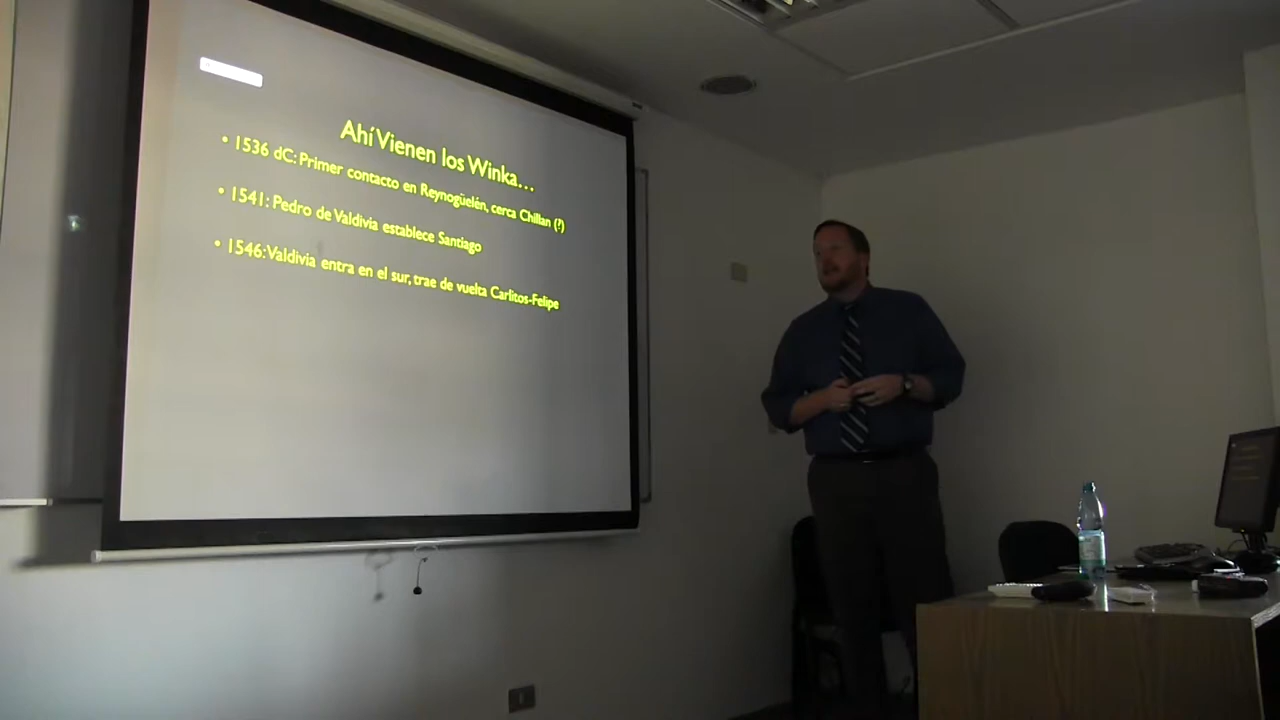 Ahí Vienen los Winka...
• 1536 dC: Primer contacto en Reynogüelén, cerca Chillan (?)
• 1541: Pedro de Valdivia establece Santiago
• 1546: Valdivia entra en el sur, trae de vuelta Carlitos-Felipe